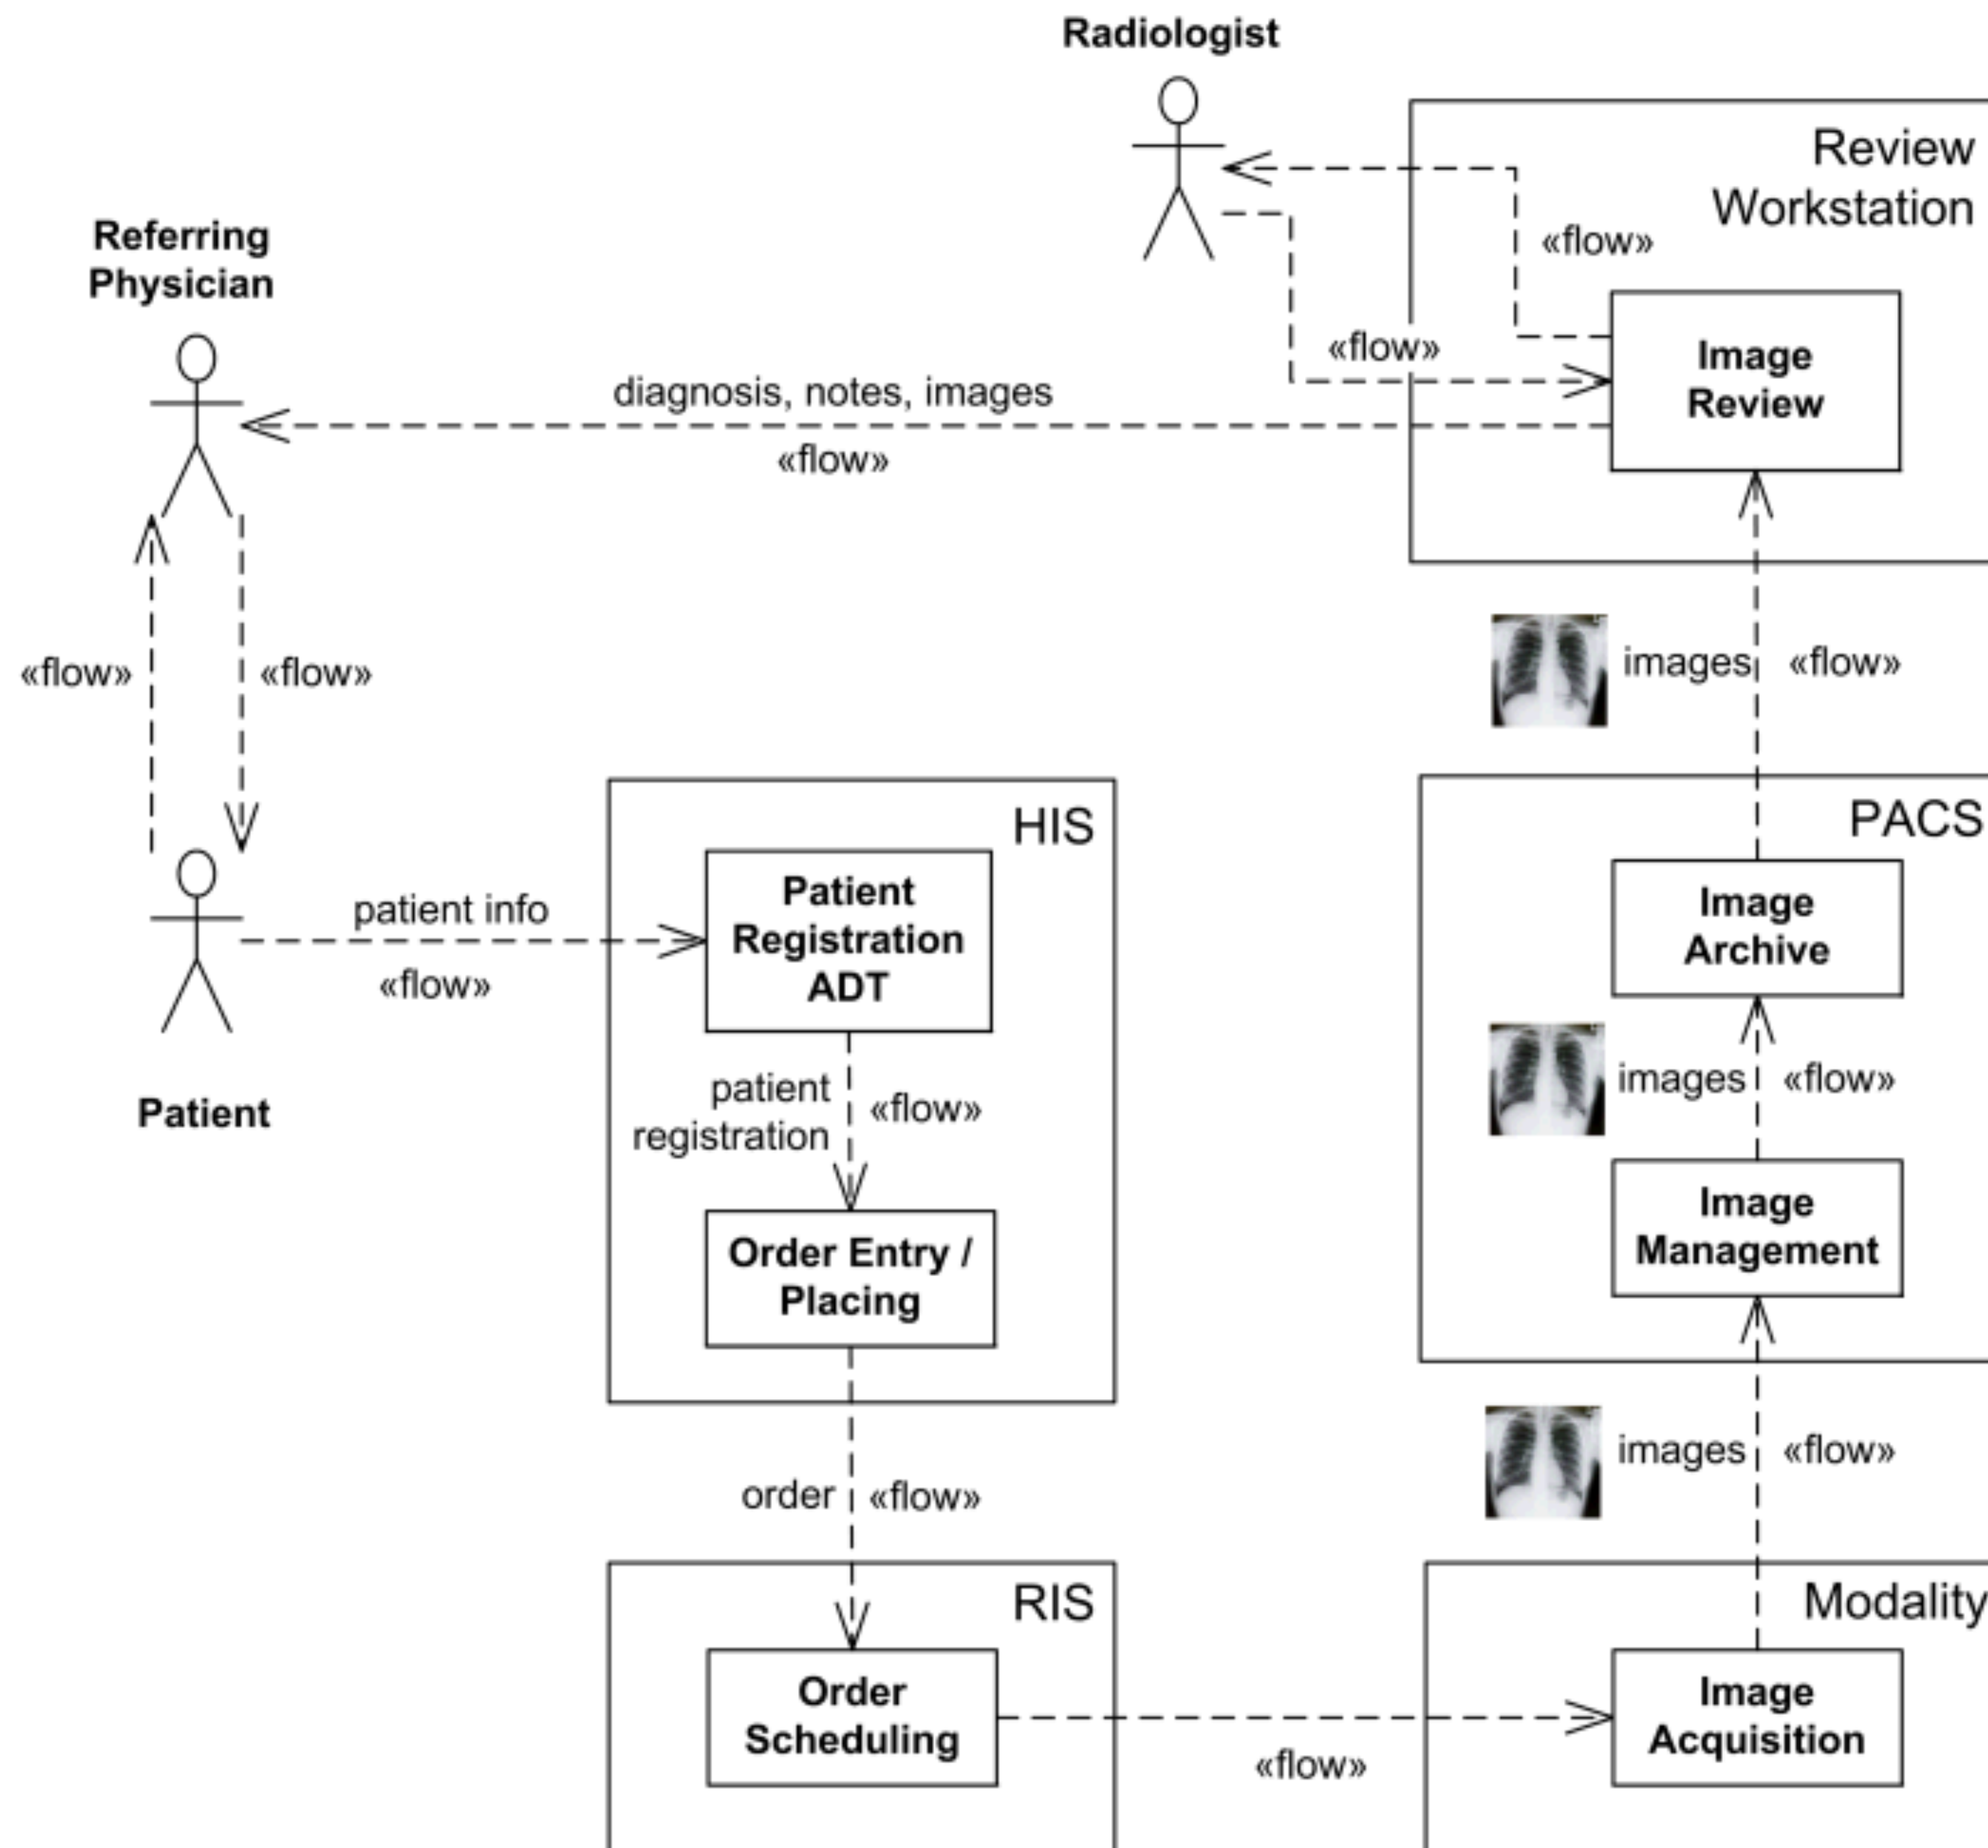 Radiologist
Review
Workstation
«flow»
Referring
Physician
«flow»
Image
Review
diagnosis, notes, images
«flow»
«flow»
«flow»
images
«flow»
HIS
PACS
Patient
Registration
ADT
Image
Archive
patient info
«flow»
patient
registration
«flow»
images
«flow»
Patient
Order Entry /
Placing
Image
Management
order
«flow»
images
«flow»
RIS
Modality
Order
Scheduling
Image
Acquisition
«flow»